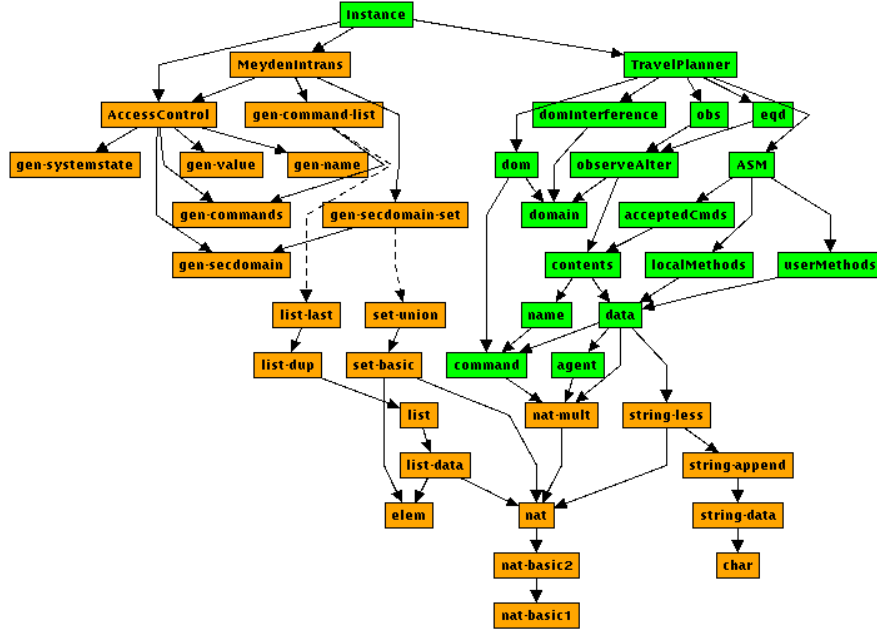 Instance
MeydenIntrans
TravelPlanner
AccessControl
gen-command-list
domInterference
obs
eqd
gen-systemstate
gen-value
gen-name
dom
observeAlter
ASM
gen-commands
gen-secdomain-set
domain
acceptedCmds
gen-secdomain
contents
localMethods
userMethods
list-last
set-union
name
data
list-dup
set-basic
command
agent
list
nat-mult
string-less
list-data
string-append
elem
nat
string-data
nat-basic2
char
nat-basic1